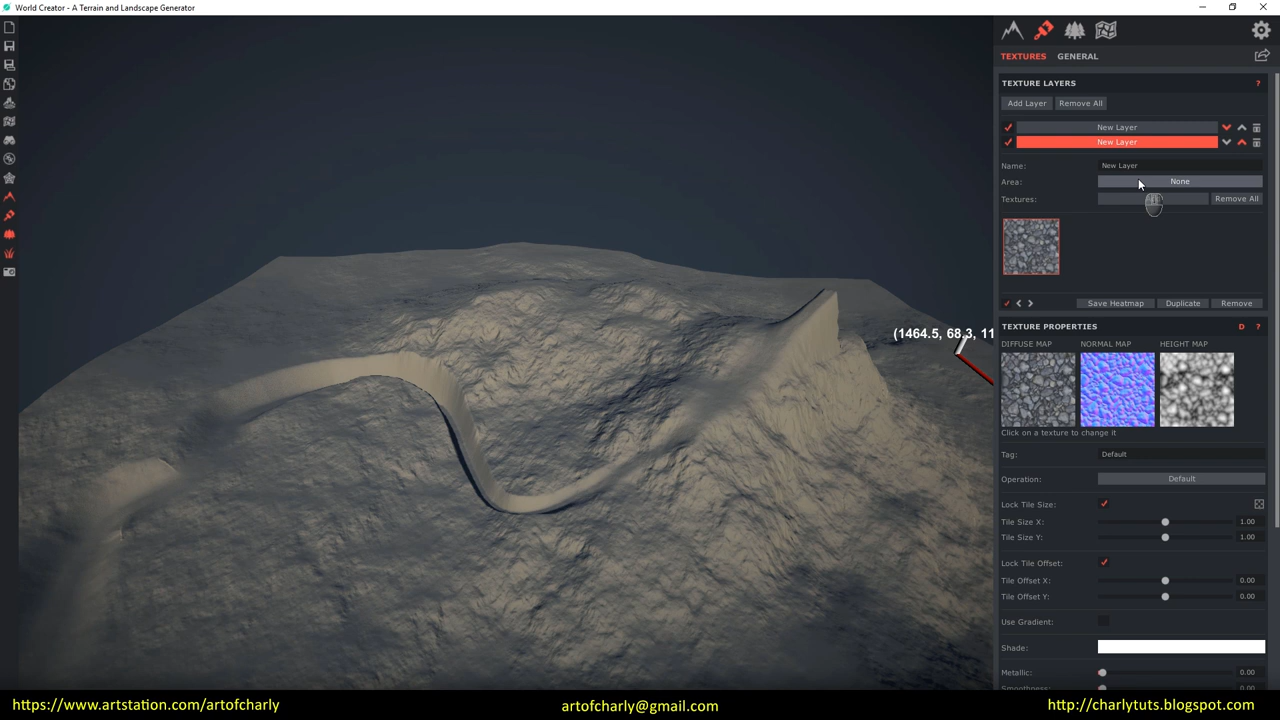 World Creator - A Terrain and Landscape Generator
TEXTURES GENERAL
TEXTURE LAYERS ?
Add Layer Remove All
New Layer
New Layer
Name: New Layer
Area: None
Textures: Remove All
Save Heatmap Duplicate Remove
TEXTURE PROPERTIES D ?
DIFFUSE MAP NORMAL MAP HEIGHT MAP
Click on a texture to change it
Tag: Default
Operation: Default
Lock Tile Size:
Tile Size X: 1.00
Tile Size Y: 1.00
Lock Tile Offset:
Tile Offset X: 0.00
Tile Offset Y: 0.00
Use Gradient:
Shade:
Metallic: 0.00
Smoothness:
(1464.5, 68.3, 11
https://www.artstation.com/artofcharly
artofcharly@gmail.com
http://charlytuts.blogspot.com